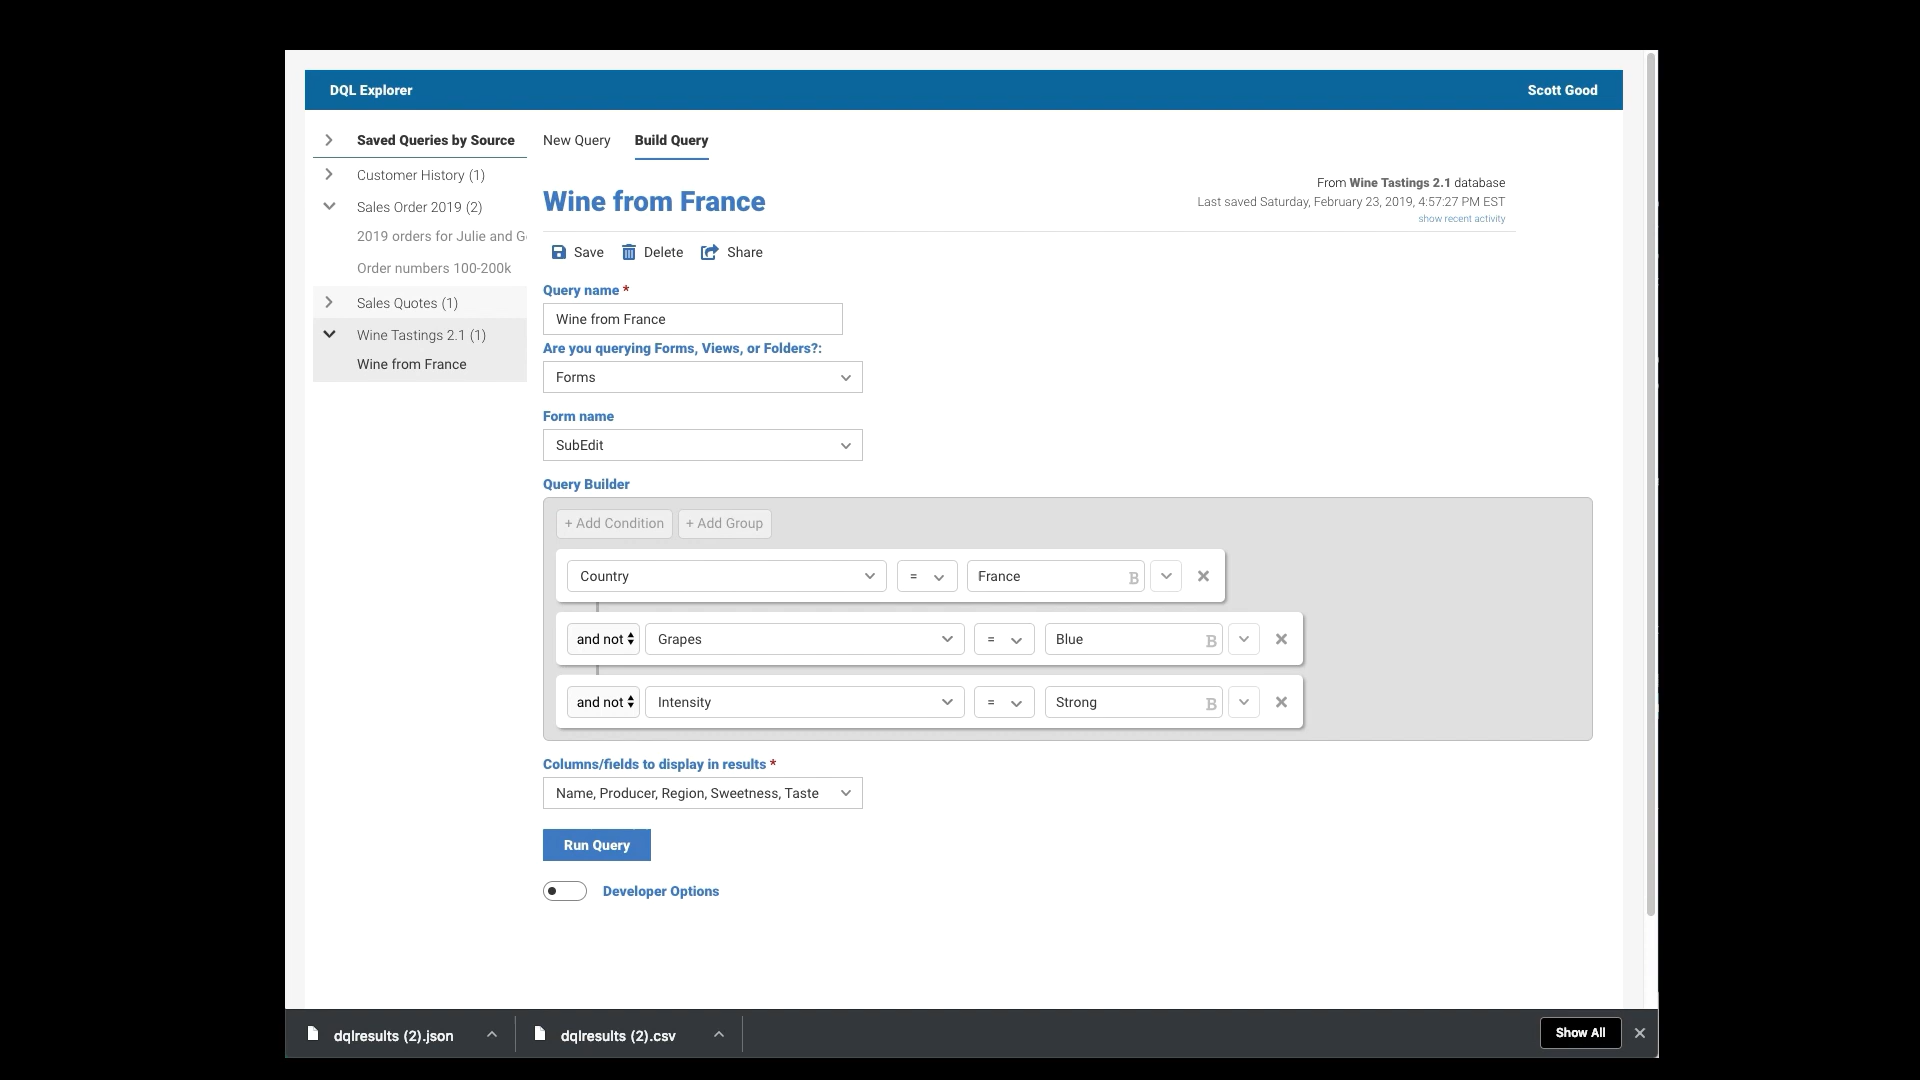 DQL Explorer
Scott Good
Saved Queries by Source
New Query
Build Query
Customer History (1)
Sales Order 2019 (2)
2019 orders for Julie and
Order numbers 100-200k
Sales Quotes (1)
Wine Tastings 2.1 (1)
Wine from France
Wine from France
From Wine Tastings 2.1 database
Last saved Saturday, February 23, 2019, 4:57:27 PM EST
show recent activity
Save
Delete
Share
Query name *
Wine from France
Are you querying Forms, Views, or Folders?:
Forms
Form name
SubEdit
Query Builder
+ Add Condition
+ Add Group
Country
=
France
B
and not
Grapes
=
Blue
B
and not
Intensity
=
Strong
B
Columns/fields to display in results *
Name, Producer, Region, Sweetness, Taste
Run Query
Developer Options
dqlresults (2).json
dqlresults (2).csv
Show All